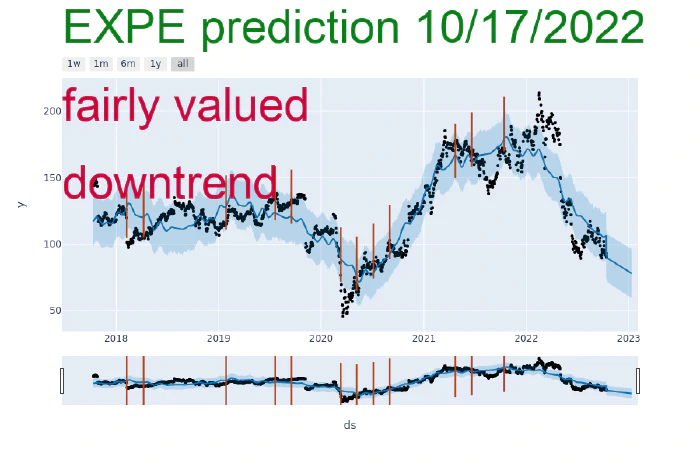 EXPE prediction 10/17/2022
1w 1m 6m 1y all
fairly valued
downtrend
200
150
100
50
y
2018 2019 2020 2021 2022 2023
ds